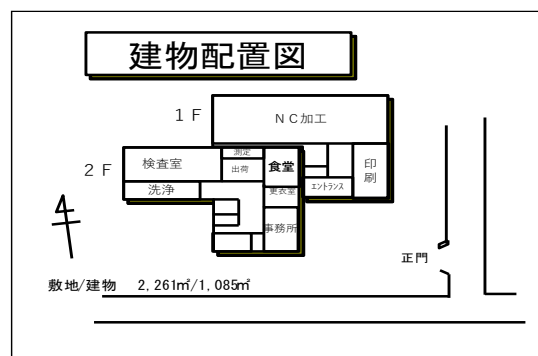 建物配置図
1F
NC加工
2F
検査室
測定
出荷
食堂
印刷
洗浄
エントランス
更衣室
事務所
正門
敷地/建物 2,261㎡/1,085㎡